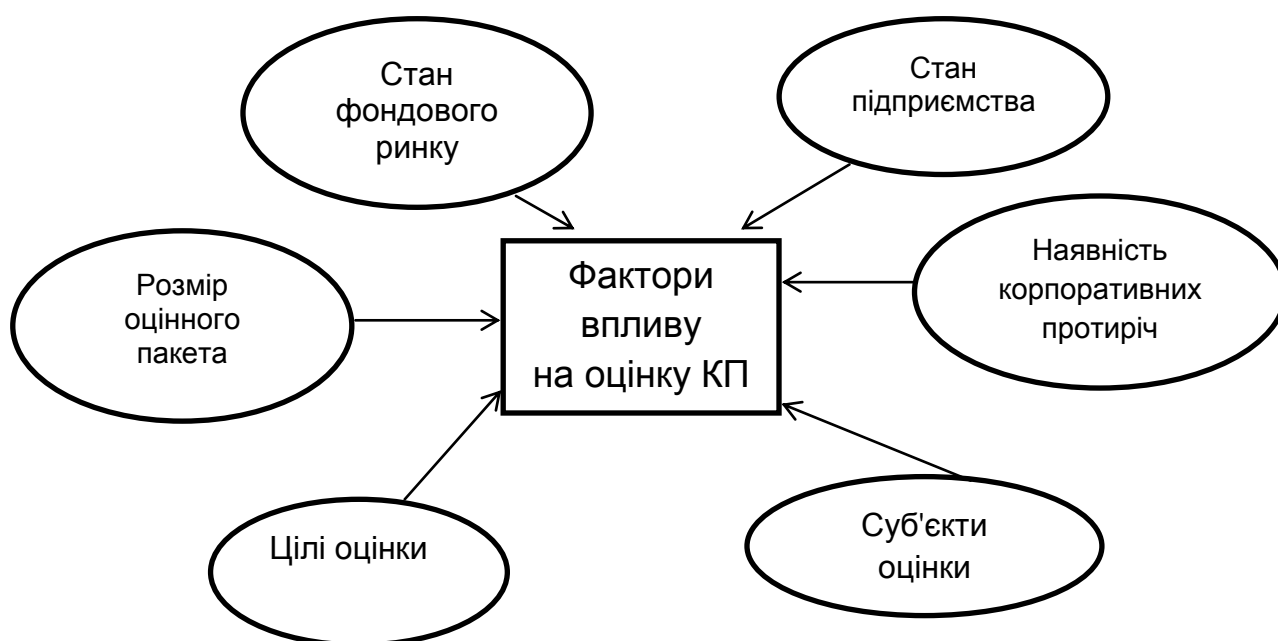 Стан
фондового
ринку
Стан
підприємства
Розмір
оцінного
пакета
Фактори
впливу
на оцінку КП
Наявність
корпоративних
протиріч
Цілі оцінки
Суб'єкти
оцінки